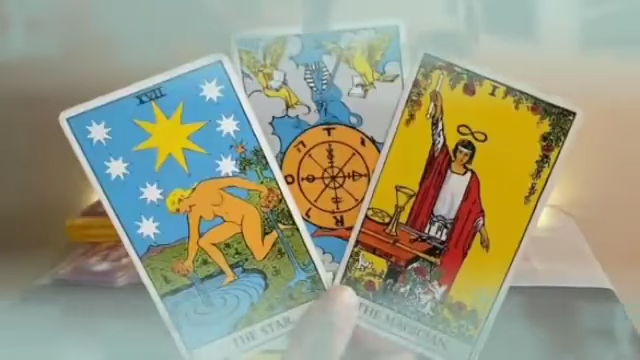 XVII
I
THE STAR.
THE MAGICIAN.